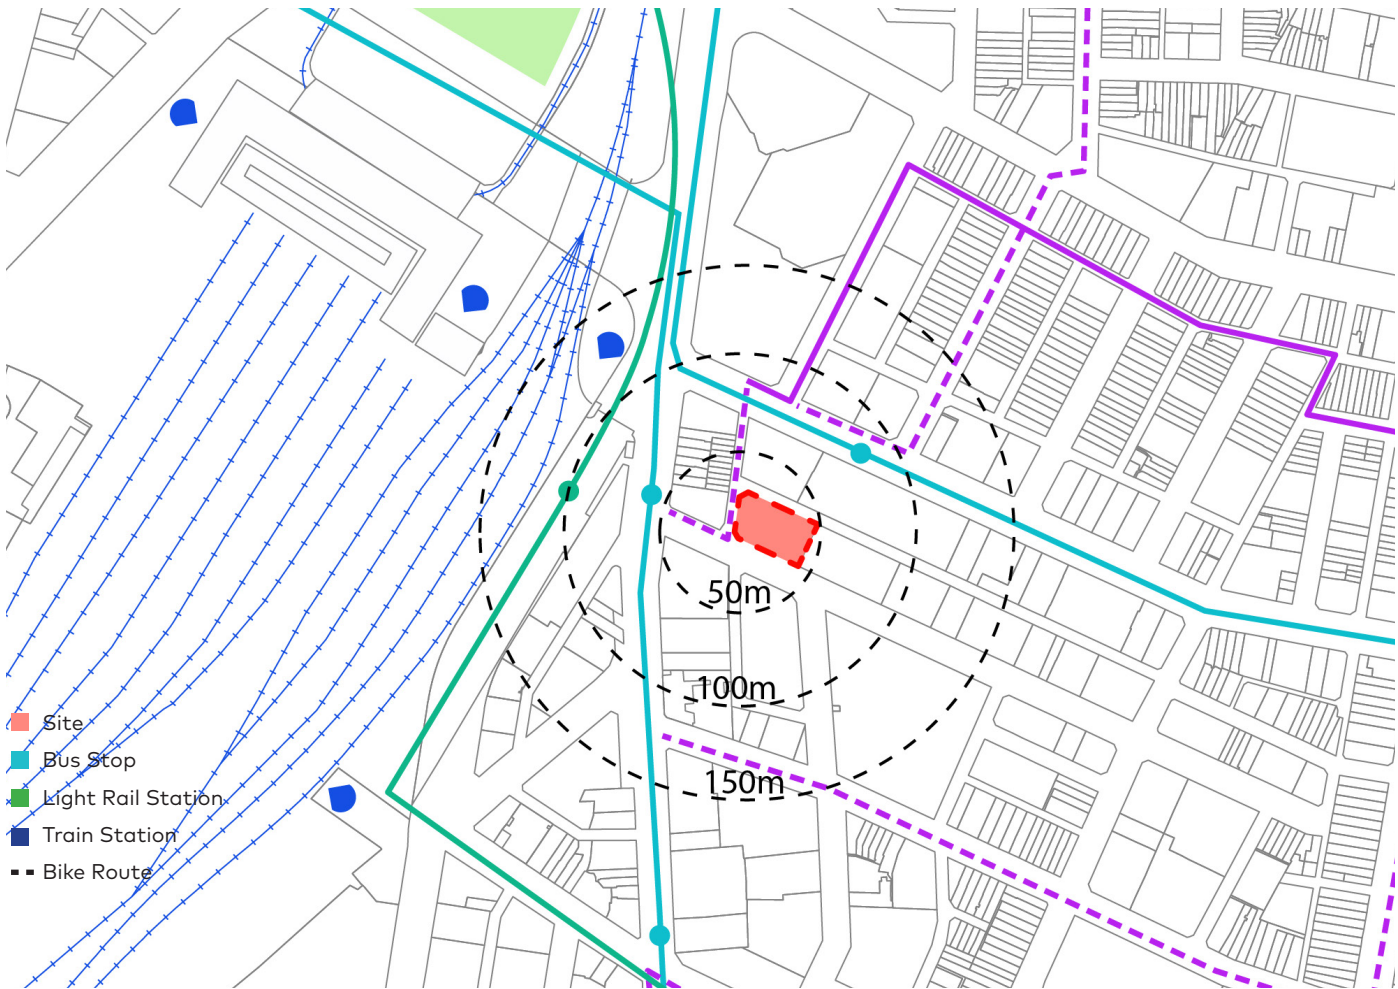 50m
100m
150m
Site
Bus Stop
Light Rail Station
Train Station
Bike Route